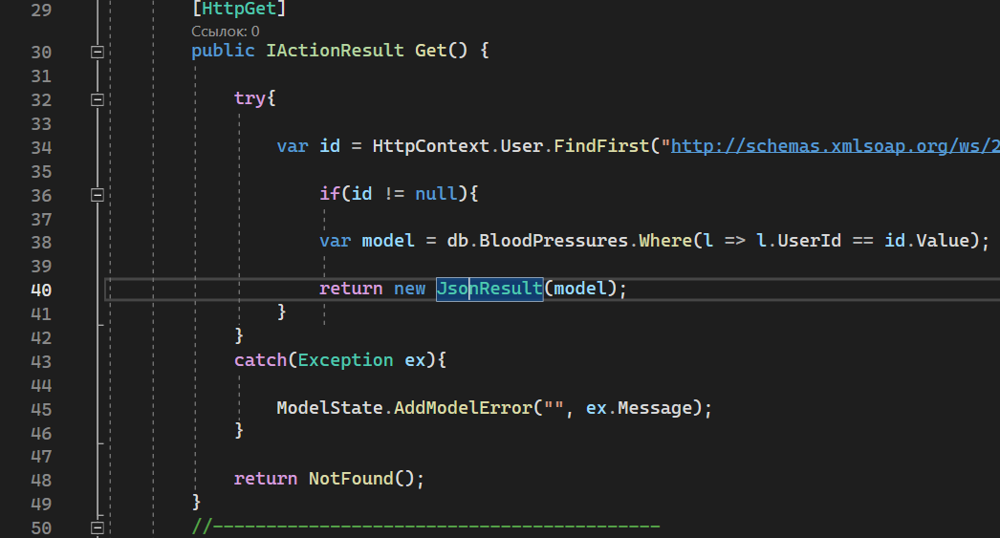 29 [HttpGet]
Ссылок: 0
30 public IActionResult Get() {
31
32 try{
33
34 var id = HttpContext.User.FindFirst("http://schemas.xmlsoap.org/ws/2
35
36 if(id != null){
37
38 var model = db.BloodPressures.Where(l => l.UserId == id.Value);
39
40 return new JsonResult(model);
41 }
42 }
43 catch(Exception ex){
44
45 ModelState.AddModelError("", ex.Message);
46 }
47
48 return NotFound();
49 }
50 //------------------------------------------